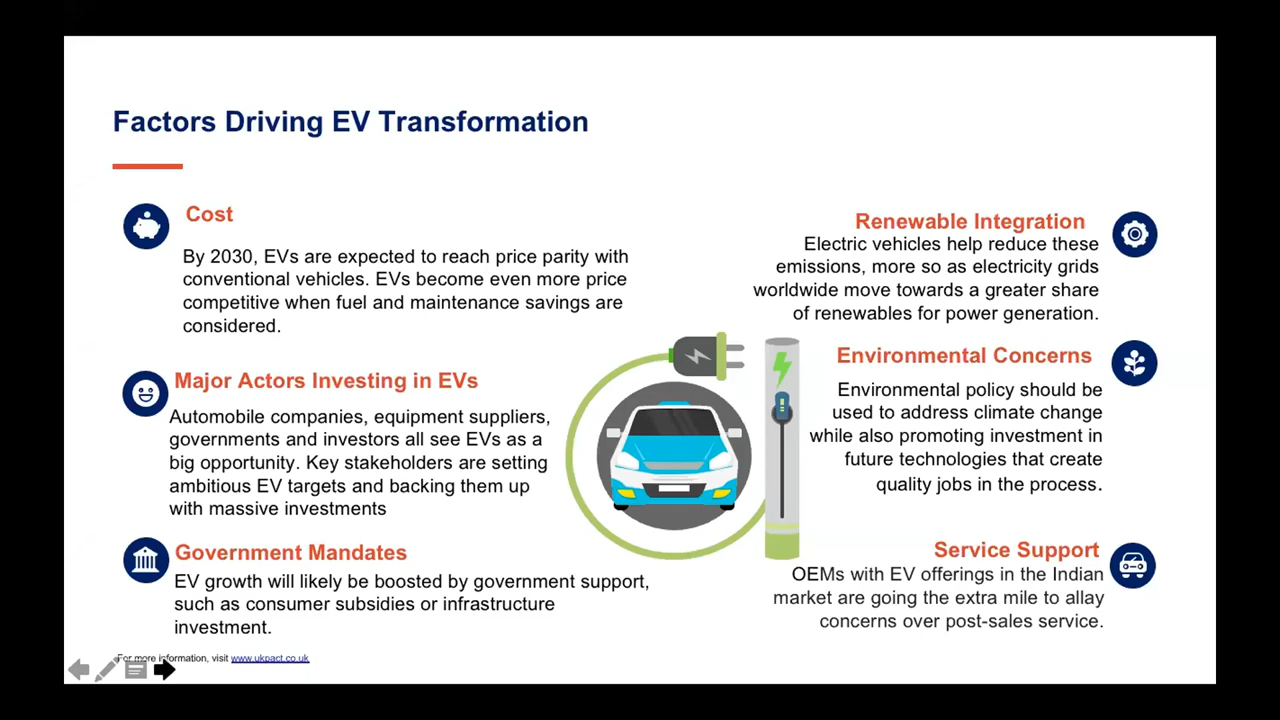 Factors Driving EV Transformation
Cost
By 2030, EVs are expected to reach price parity with
conventional vehicles. EVs become even more price
competitive when fuel and maintenance savings are
considered.
Major Actors Investing in EVs
Automobile companies, equipment suppliers,
governments and investors all see EVs as a
big opportunity. Key stakeholders are setting
ambitious EV targets and backing them up
with massive investments
Government Mandates
EV growth will likely be boosted by government support,
such as consumer subsidies or infrastructure
investment.
Renewable Integration
Electric vehicles help reduce these
emissions, more so as electricity grids
worldwide move towards a greater share
of renewables for power generation.
Environmental Concerns
Environmental policy should be
used to address climate change
while also promoting investment in
future technologies that create
quality jobs in the process.
Service Support
OEMs with EV offerings in the Indian
market are going the extra mile to allay
concerns over post-sales service.
For more information, visit www.ukpact.co.uk